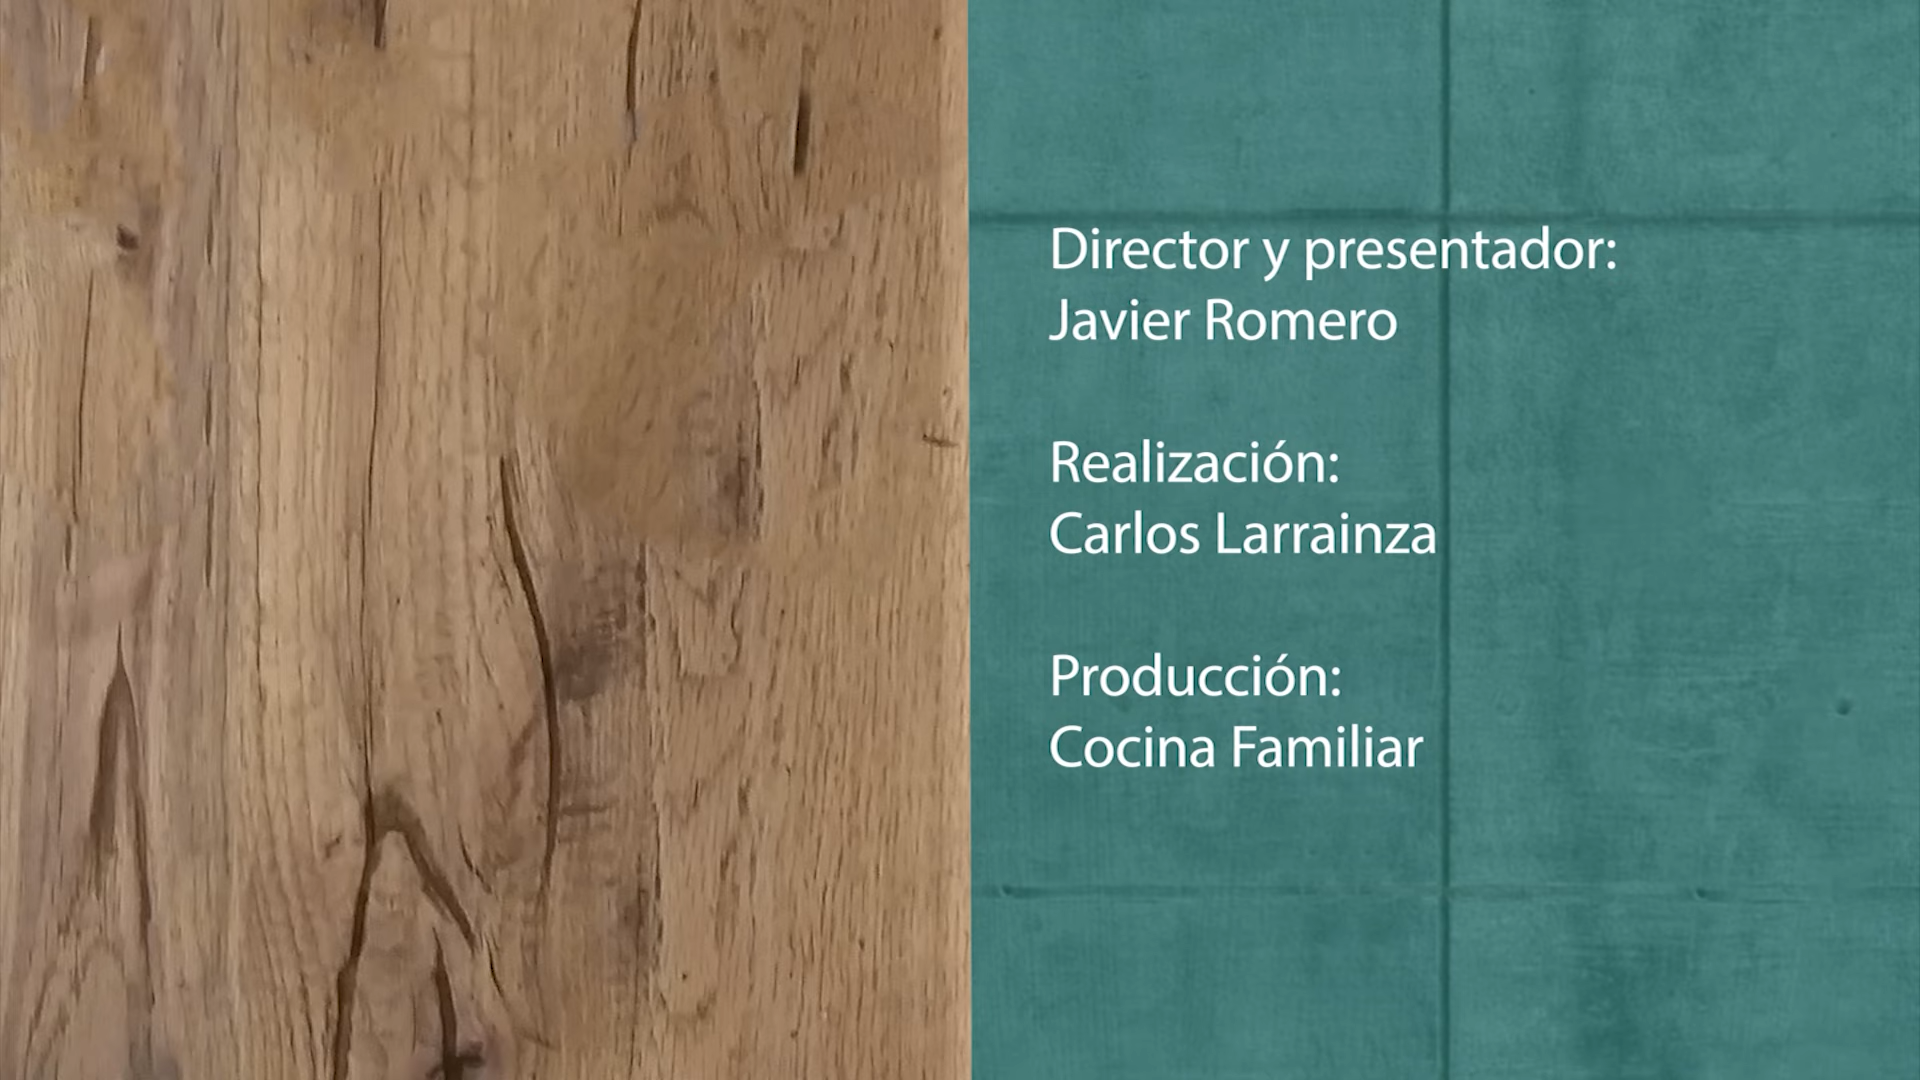 Director y presentador:
Javier Romero
Realización:
Carlos Larrainza
Producción:
Cocina Familiar